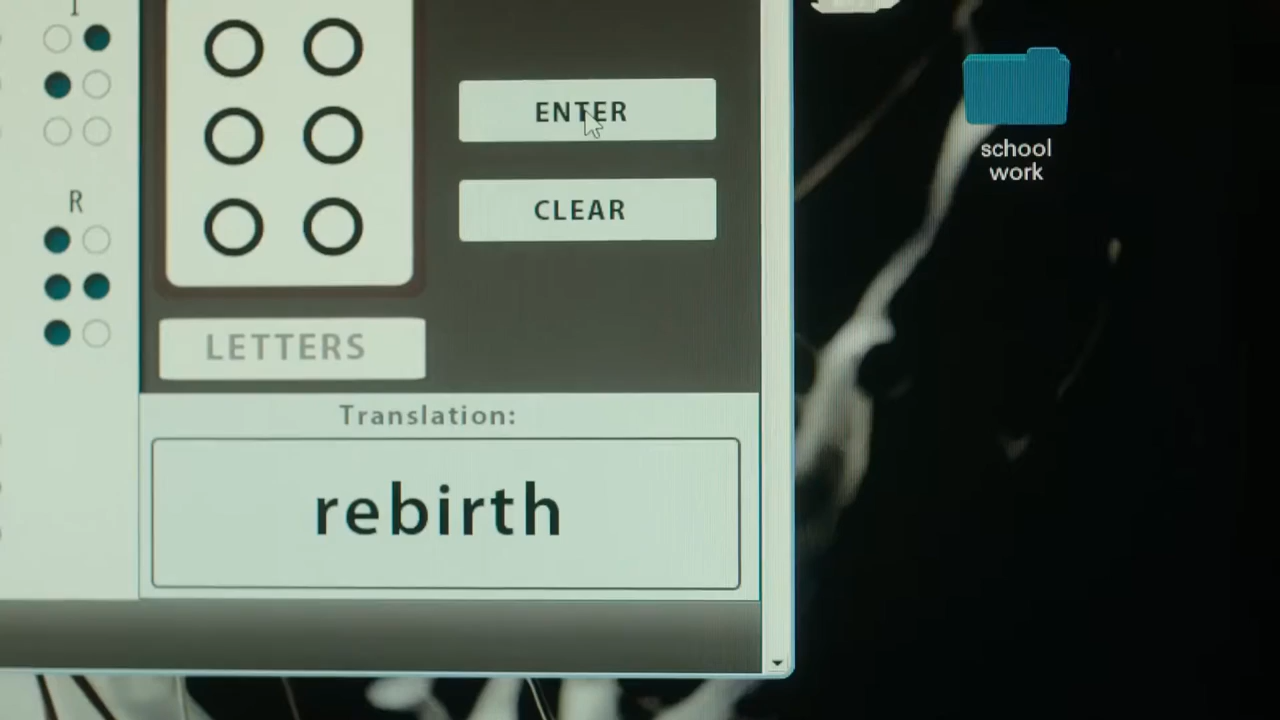 I
R
ENTER
CLEAR
LETTERS
Translation:
rebirth
school
work